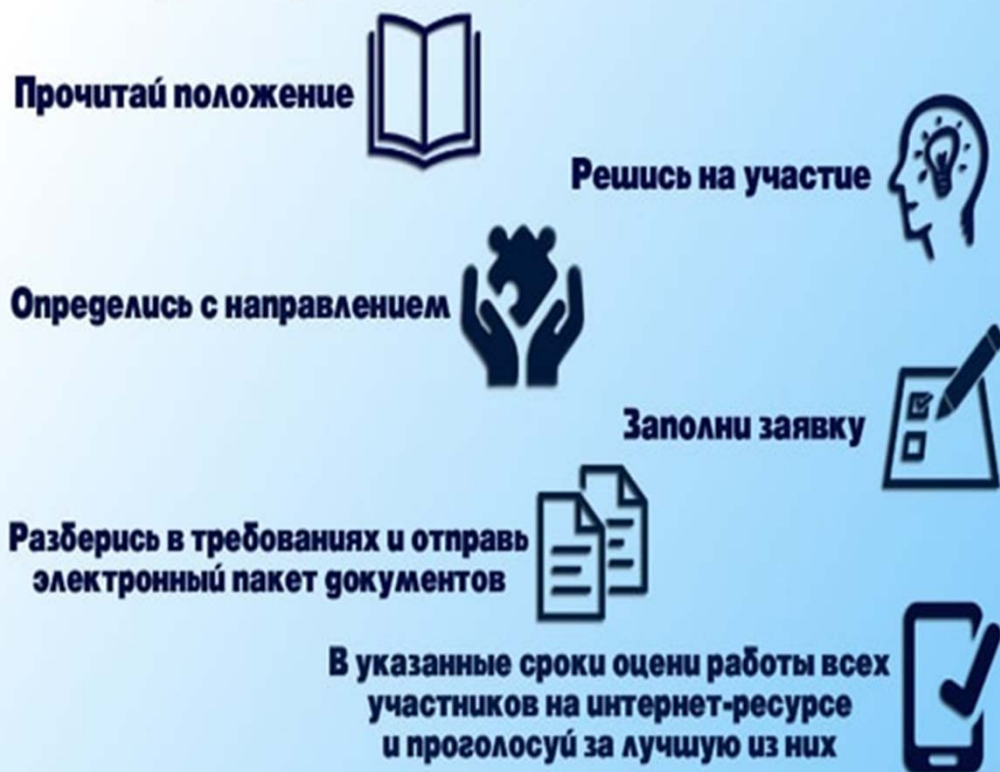 Прочитай положение
Решись на участие
Определись с направлением
Заполни заявку
Разберись в требованиях и отправь
электронный пакет документов
В указанные сроки оцени работы всех
участников на интернет-ресурсе
и проголосуй за лучшую из них